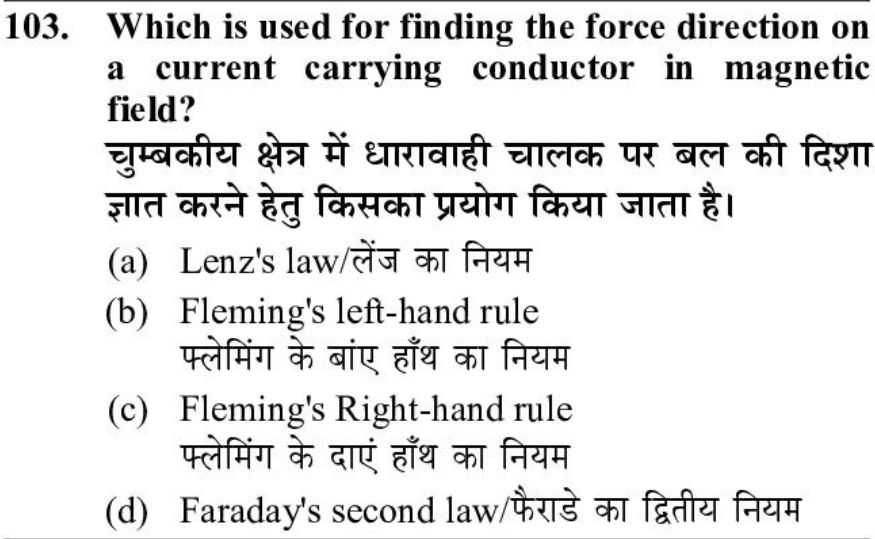 103. Which is used for finding the force direction on
a current carrying conductor in magnetic
field?
चुम्बकीय क्षेत्र में धारावाही चालक पर बल की दिशा
ज्ञात करने हेतु किसका प्रयोग किया जाता है।
(a) Lenz's law/लेंज का नियम
(b) Fleming's left-hand rule
फ्लेमिंग के बांए हाँथ का नियम
(c) Fleming's Right-hand rule
फ्लेमिंग के दाएं हाँथ का नियम
(d) Faraday's second law/फैराडे का द्वितीय नियम